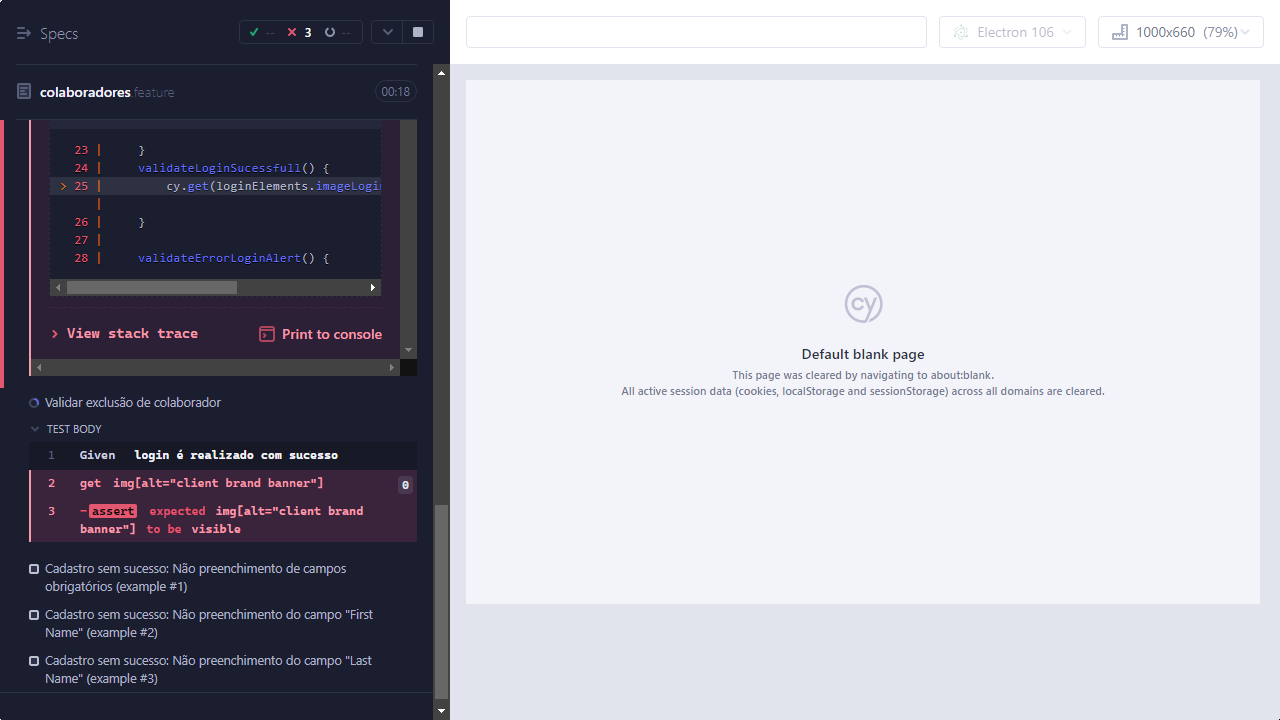 Specs
-- 3 --
colaboradores.feature
00:18
Electron 106
1000x660 (79%)
23 | }
24 | validateLoginSucessfull() {
> 25 | cy.get(loginElements.imageLogin
|
26 | }
27 |
28 | validateErrorLoginAlert() {
View stack trace
Print to console
Validar exclusão de colaborador
TEST BODY
1 Given login é realizado com sucesso
2 get img[alt="client brand banner"] 0
3 -assert expected img[alt="client brand
banner"] to be visible
Cadastro sem sucesso: Não preenchimento de campos
obrigatórios (example #1)
Cadastro sem sucesso: Não preenchimento do campo "First
Name" (example #2)
Cadastro sem sucesso: Não preenchimento do campo "Last
Name" (example #3)
cy
Default blank page
This page was cleared by navigating to about:blank.
All active session data (cookies, localStorage and sessionStorage) across all domains are cleared.